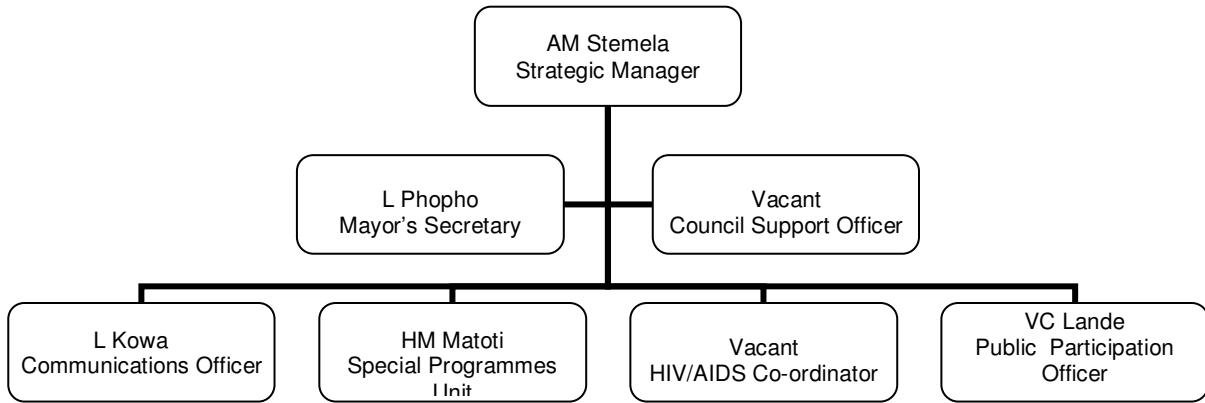 AM Stemela
Strategic Manager
L Phopho
Mayor’s Secretary
Vacant
Council Support Officer
L Kowa
Communications Officer
HM Matoti
Special Programmes
Unit
Vacant
HIV/AIDS Co-ordinator
VC Lande
Public Participation
Officer